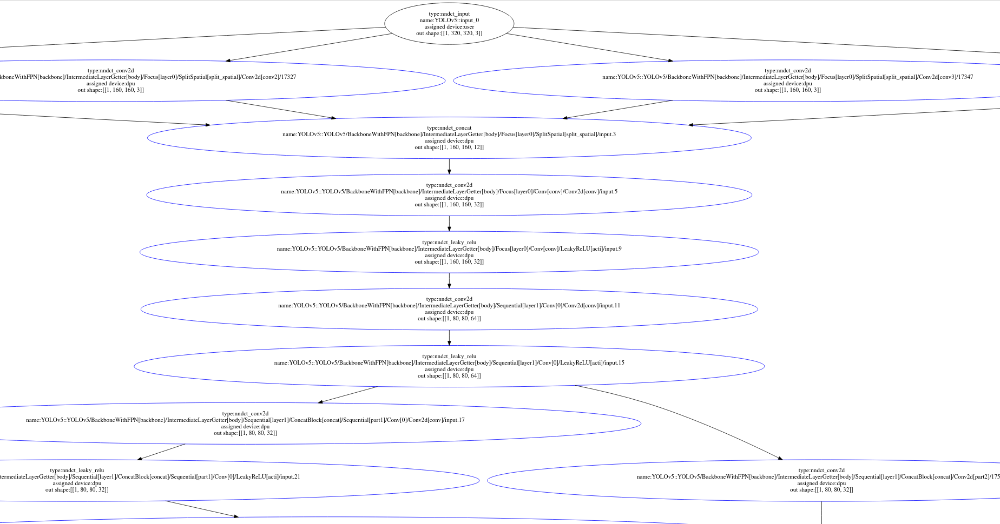 type:nndct_input
name:YOLOv5::input_0
assigned device:user
out shape:[[1, 320, 320, 3]]
type:nndct_conv2d
kboneWithFPN[backbone]/IntermediateLayerGetter[body]/Focus[layer0]/SplitSpatial[split_spatial]/Conv2d[conv2]/17327
assigned device:dpu
out shape:[[1, 160, 160, 3]]
type:nndct_conv2d
name:YOLOv5::YOLOv5/BackboneWithFPN[backbone]/IntermediateLayerGetter[body]/Focus[layer0]/SplitSpatial[split_spatial]/Conv2d[conv3]/17347
assigned device:dpu
out shape:[[1, 160, 160, 3]]
type:nndct_concat
name:YOLOv5::YOLOv5/BackboneWithFPN[backbone]/IntermediateLayerGetter[body]/Focus[layer0]/SplitSpatial[split_spatial]/input.3
assigned device:dpu
out shape:[[1, 160, 160, 12]]
type:nndct_conv2d
name:YOLOv5::YOLOv5/BackboneWithFPN[backbone]/IntermediateLayerGetter[body]/Focus[layer0]/Conv[conv]/Conv2d[conv]/input.5
assigned device:dpu
out shape:[[1, 160, 160, 32]]
type:nndct_leaky_relu
name:YOLOv5::YOLOv5/BackboneWithFPN[backbone]/IntermediateLayerGetter[body]/Focus[layer0]/Conv[conv]/LeakyReLU[acti]/input.9
assigned device:dpu
out shape:[[1, 160, 160, 32]]
type:nndct_conv2d
name:YOLOv5::YOLOv5/BackboneWithFPN[backbone]/IntermediateLayerGetter[body]/Sequential[layer1]/Conv[0]/Conv2d[conv]/input.11
assigned device:dpu
out shape:[[1, 80, 80, 64]]
type:nndct_leaky_relu
name:YOLOv5::YOLOv5/BackboneWithFPN[backbone]/IntermediateLayerGetter[body]/Sequential[layer1]/Conv[0]/LeakyReLU[acti]/input.15
assigned device:dpu
out shape:[[1, 80, 80, 64]]
type:nndct_conv2d
name:YOLOv5::YOLOv5/BackboneWithFPN[backbone]/IntermediateLayerGetter[body]/Sequential[layer1]/ConcatBlock[concat]/Sequential[part1]/Conv[0]/Conv2d[conv]/input.17
assigned device:dpu
out shape:[[1, 80, 80, 32]]
type:nndct_leaky_relu
termediateLayerGetter[body]/Sequential[layer1]/ConcatBlock[concat]/Sequential[part1]/Conv[0]/LeakyReLU[acti]/input.21
assigned device:dpu
out shape:[[1, 80, 80, 32]]
type:nndct_conv2d
name:YOLOv5::YOLOv5/BackboneWithFPN[backbone]/IntermediateLayerGetter[body]/Sequential[layer1]/ConcatBlock[concat]/Conv2d[part2]/175
assigned device:dpu
out shape:[[1, 80, 80, 32]]